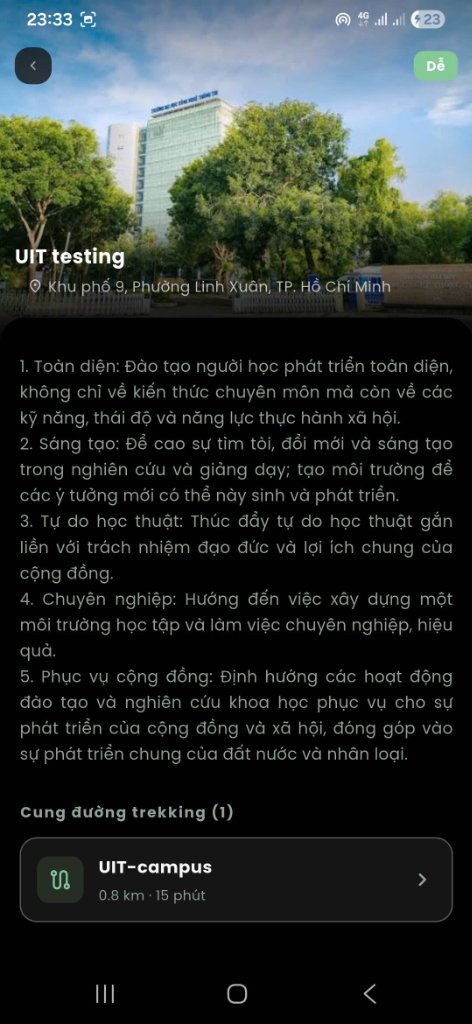 23:33
4G
23
Dễ
TRƯỜNG ĐẠI HỌC CÔNG NGHỆ THÔNG TIN
UIT testing
Khu phố 9, Phường Linh Xuân, TP. Hồ Chí Minh
1. Toàn diện: Đào tạo người học phát triển toàn diện,
không chỉ về kiến thức chuyên môn mà còn về các
kỹ năng, thái độ và năng lực thực hành xã hội.
2. Sáng tạo: Để cao sự tìm tòi, đổi mới và sáng tạo
trong nghiên cứu và giảng dạy; tạo môi trường để
các ý tưởng mới có thể nảy sinh và phát triển.
3. Tự do học thuật: Thúc đẩy tự do học thuật gắn
liền với trách nhiệm đạo đức và lợi ích chung của
cộng đồng.
4. Chuyên nghiệp: Hướng đến việc xây dựng một
môi trường học tập và làm việc chuyên nghiệp, hiệu
quả.
5. Phục vụ cộng đồng: Định hướng các hoạt động
đào tạo và nghiên cứu khoa học phục vụ cho sự
phát triển của cộng đồng và xã hội, đóng góp vào
sự phát triển chung của đất nước và nhân loại.
Cung đường trekking (1)
UIT-campus
0.8 km · 15 phút